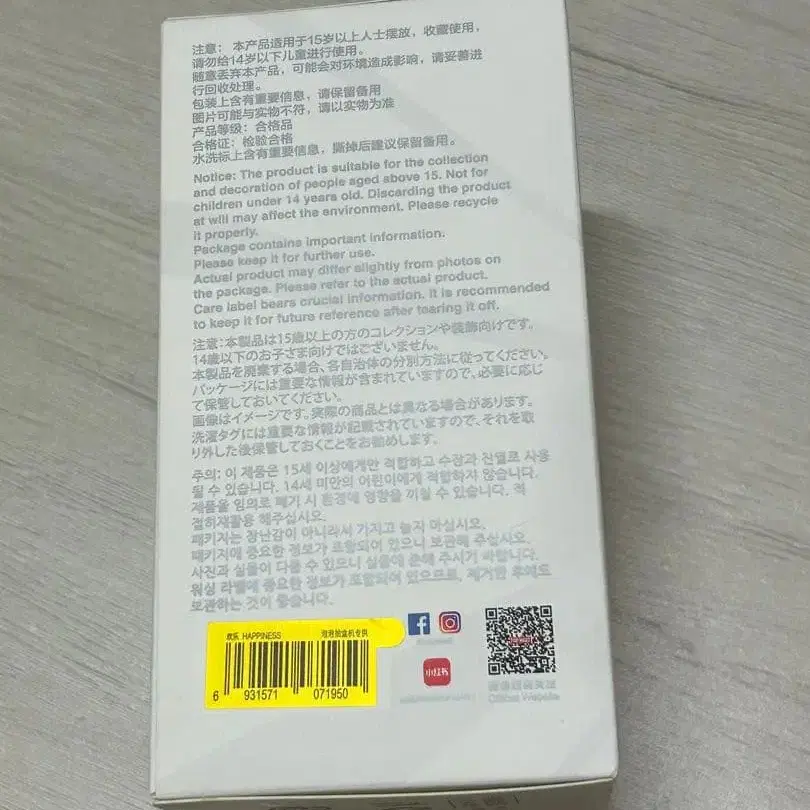 注意：本产品适用于15岁以上人士摆放，收藏使用，
请勿给14岁以下儿童进行使用。
随意丢弃本产品，可能会对环境造成影响，请妥善进
行回收处理。
包装上含有重要信息，请保留备用
图片可能与实物不符，请以实物为准
产品等级：合格品
合格证：检验合格
水洗标上含有重要信息，撕掉后建议保留备用。
Notice: The product is suitable for the collection
and decoration of people aged above 15. Not for
children under 14 years old. Discarding the product
at will may affect the environment. Please recycle
it properly.
Package contains important information.
Please keep it for further use.
Actual product may differ slightly from photos on
the package. Please refer to the actual product.
Care label bears crucial information. It is recommended
to keep it for future reference after tearing it off.
注意:本製品は15歳以上の方のコレクションや装飾向けです。
14歳以下のお子さま向けではございません。
本製品を廃棄する場合、各自治体の分別方法に従ってください。
パッケージには重要な情報が含まれていますので、必要に応じ
て保管しておいてください。
画像はイメージです。実際の商品とは異なる場合があります。
洗濯タグには重要な情報が記載されていますので、それを取
り外した後保管しておくことをお勧めします。
주의: 이 제품은 15세 이상에게만 적합하고 수장과 진열로 사용
될 수 있습니다. 14세 미만의 어린이에게 적합하지 않습니다.
제품을 임의로 폐기 시 환경에 영향을 끼칠 수 있습니다. 적
절히재활용 해주십시오.
패키지는 장난감이 아니라서 가지고 놀지 마십시오.
패키지에 중요한 정보가 포함되어 있으니 보관해 주십시오.
사진과 실물이 다를 수 있으니 실물에 준해 주시기 바랍니다.
워싱 라벨에 중요한 정보가 포함되어 있으므로, 제거한 후에도
보관하는 것이 좋습니다.
欢乐 HAPPINESS 泡泡抽盒机专供
6 931571 071950
小红书
POP MART
Official Website